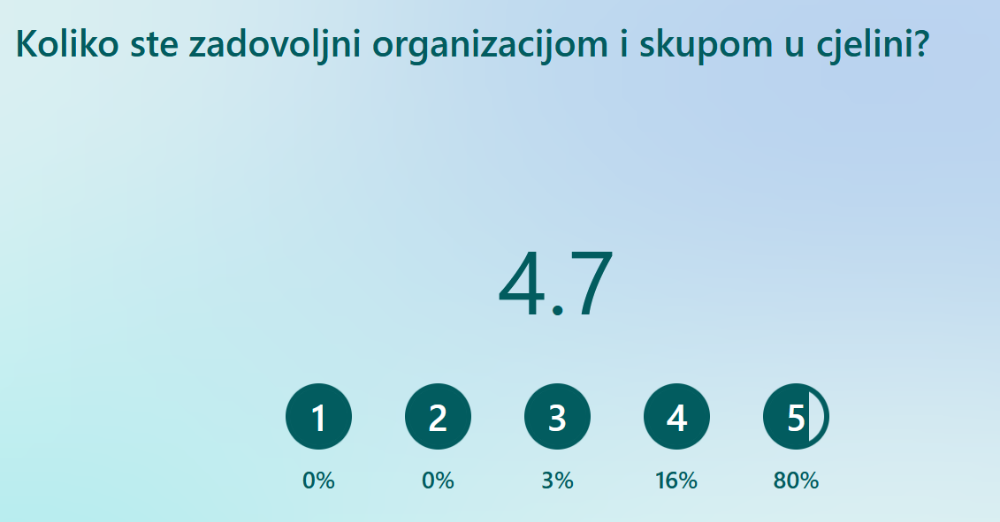 Koliko ste zadovoljni organizacijom i skupom u cjelini?
4.7
1 2 3 4 5
0% 0% 3% 16% 80%